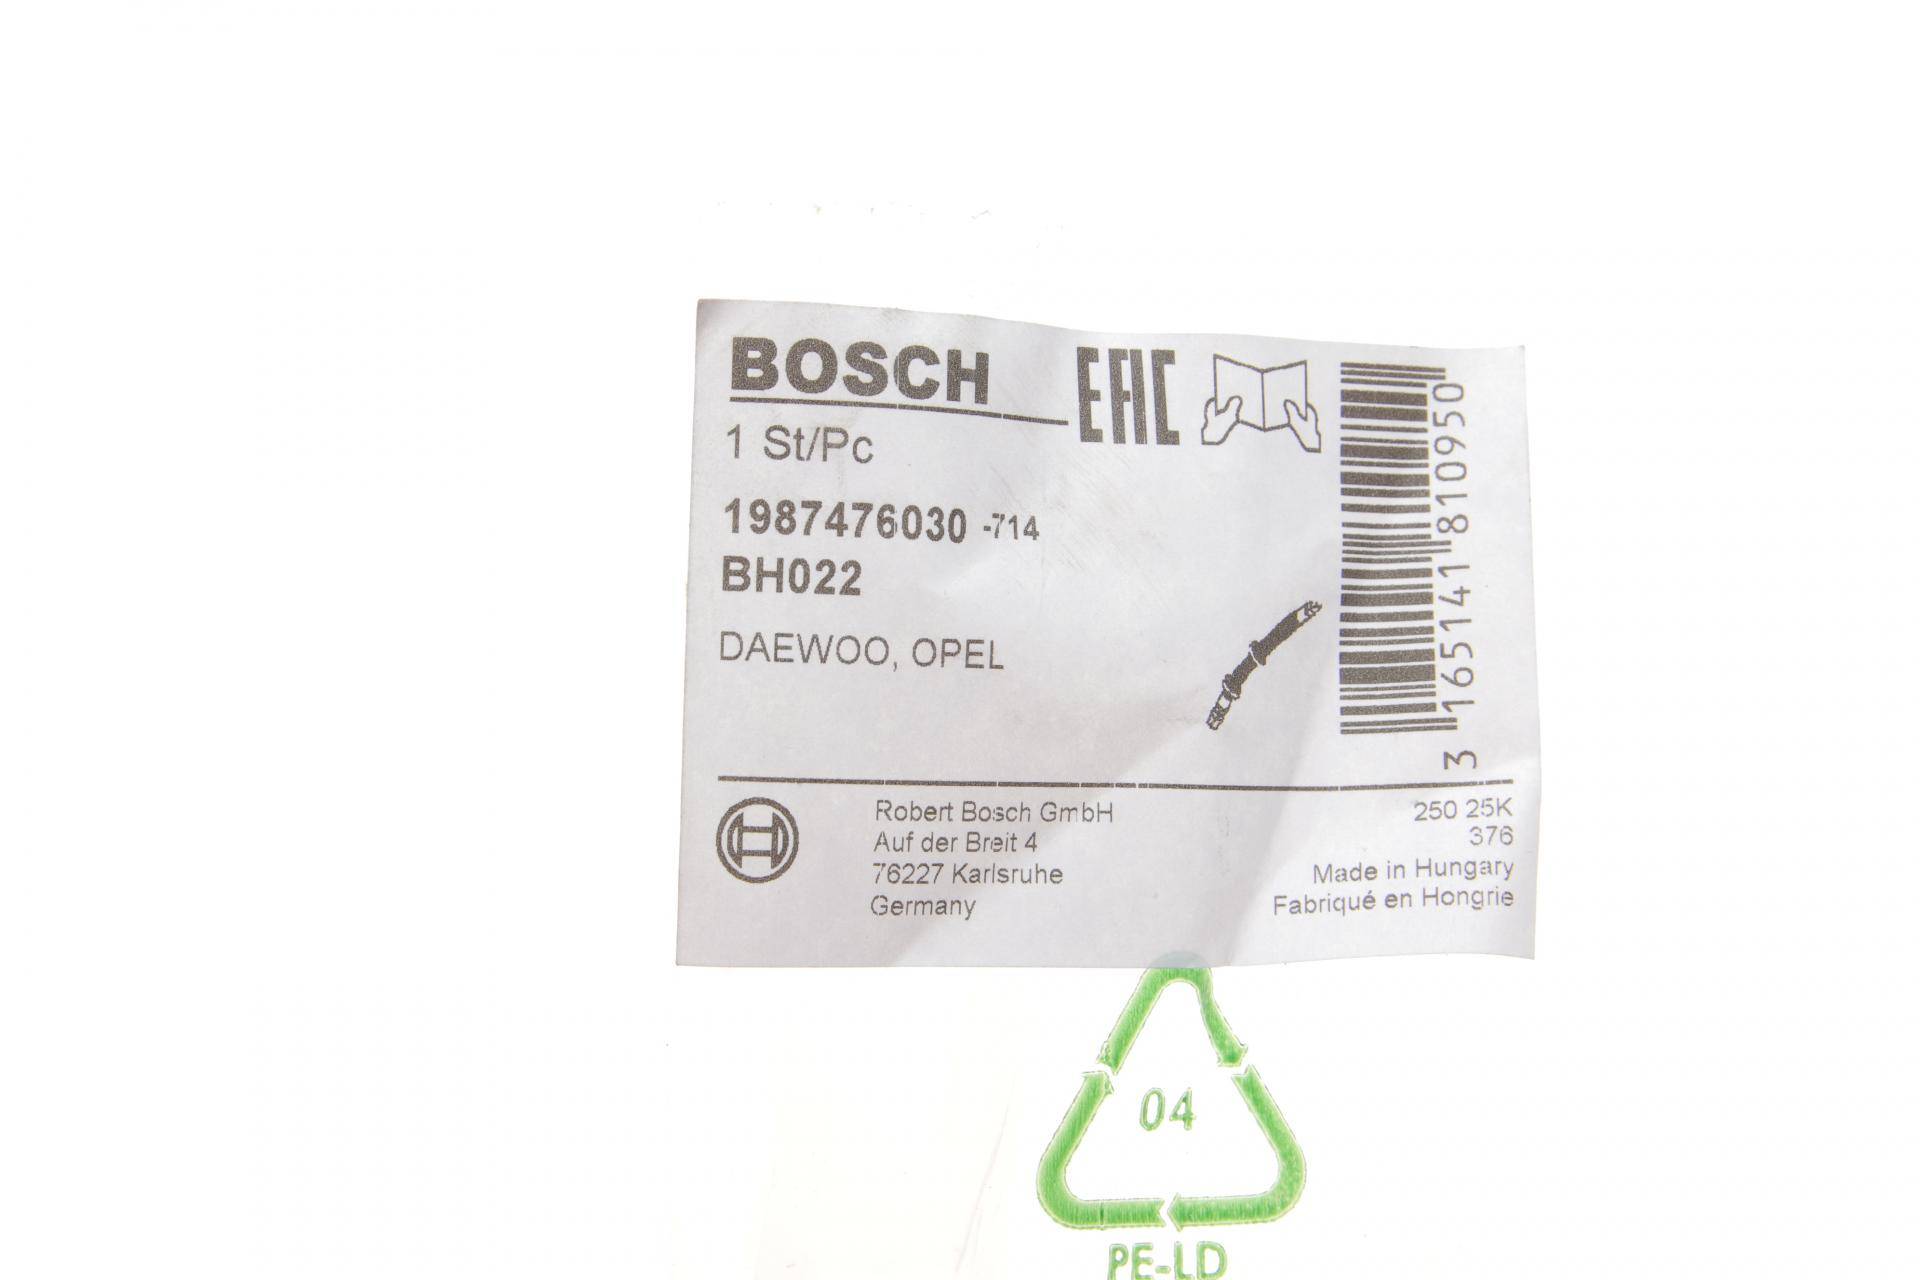 BOSCH
EAC
1 St/Pc
1987476030 -714
BH022
DAEWOO, OPEL
3 165141 810950
Robert Bosch GmbH
Auf der Breit 4
76227 Karlsruhe
Germany
250 25K
376
Made in Hungary
Fabriqué en Hongrie
04
PE-LD